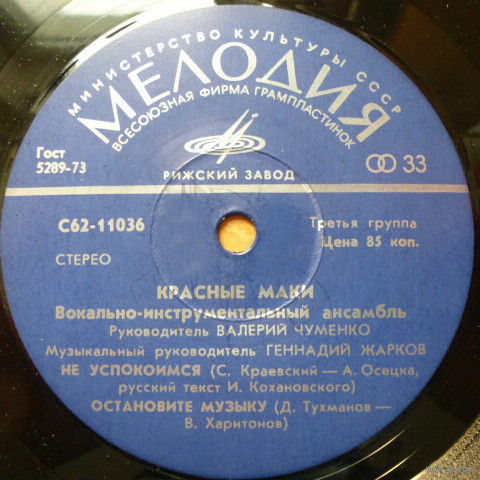 МИНИСТЕРСТВО КУЛЬТУРЫ СССР
МЕЛОДИЯ
ВСЕСОЮЗНАЯ ФИРМА ГРАМПЛАСТИНОК
Гост
5289-73
33
РИЖСКИЙ ЗАВОД
С62-11036
Третья группа
Цена 85 коп.
СТЕРЕО
КРАСНЫЕ МАКИ
Вокально-инструментальный ансамбль
Руководитель ВАЛЕРИЙ ЧУМЕНКО
Музыкальный руководитель ГЕННАДИЙ ЖАРКОВ
НЕ УСПОКОИМСЯ (С. Краевский — А. Осецка,
русский текст И. Кохановского)
ОСТАНОВИТЕ МУЗЫКУ (Д. Тухманов —
В. Харитонов)